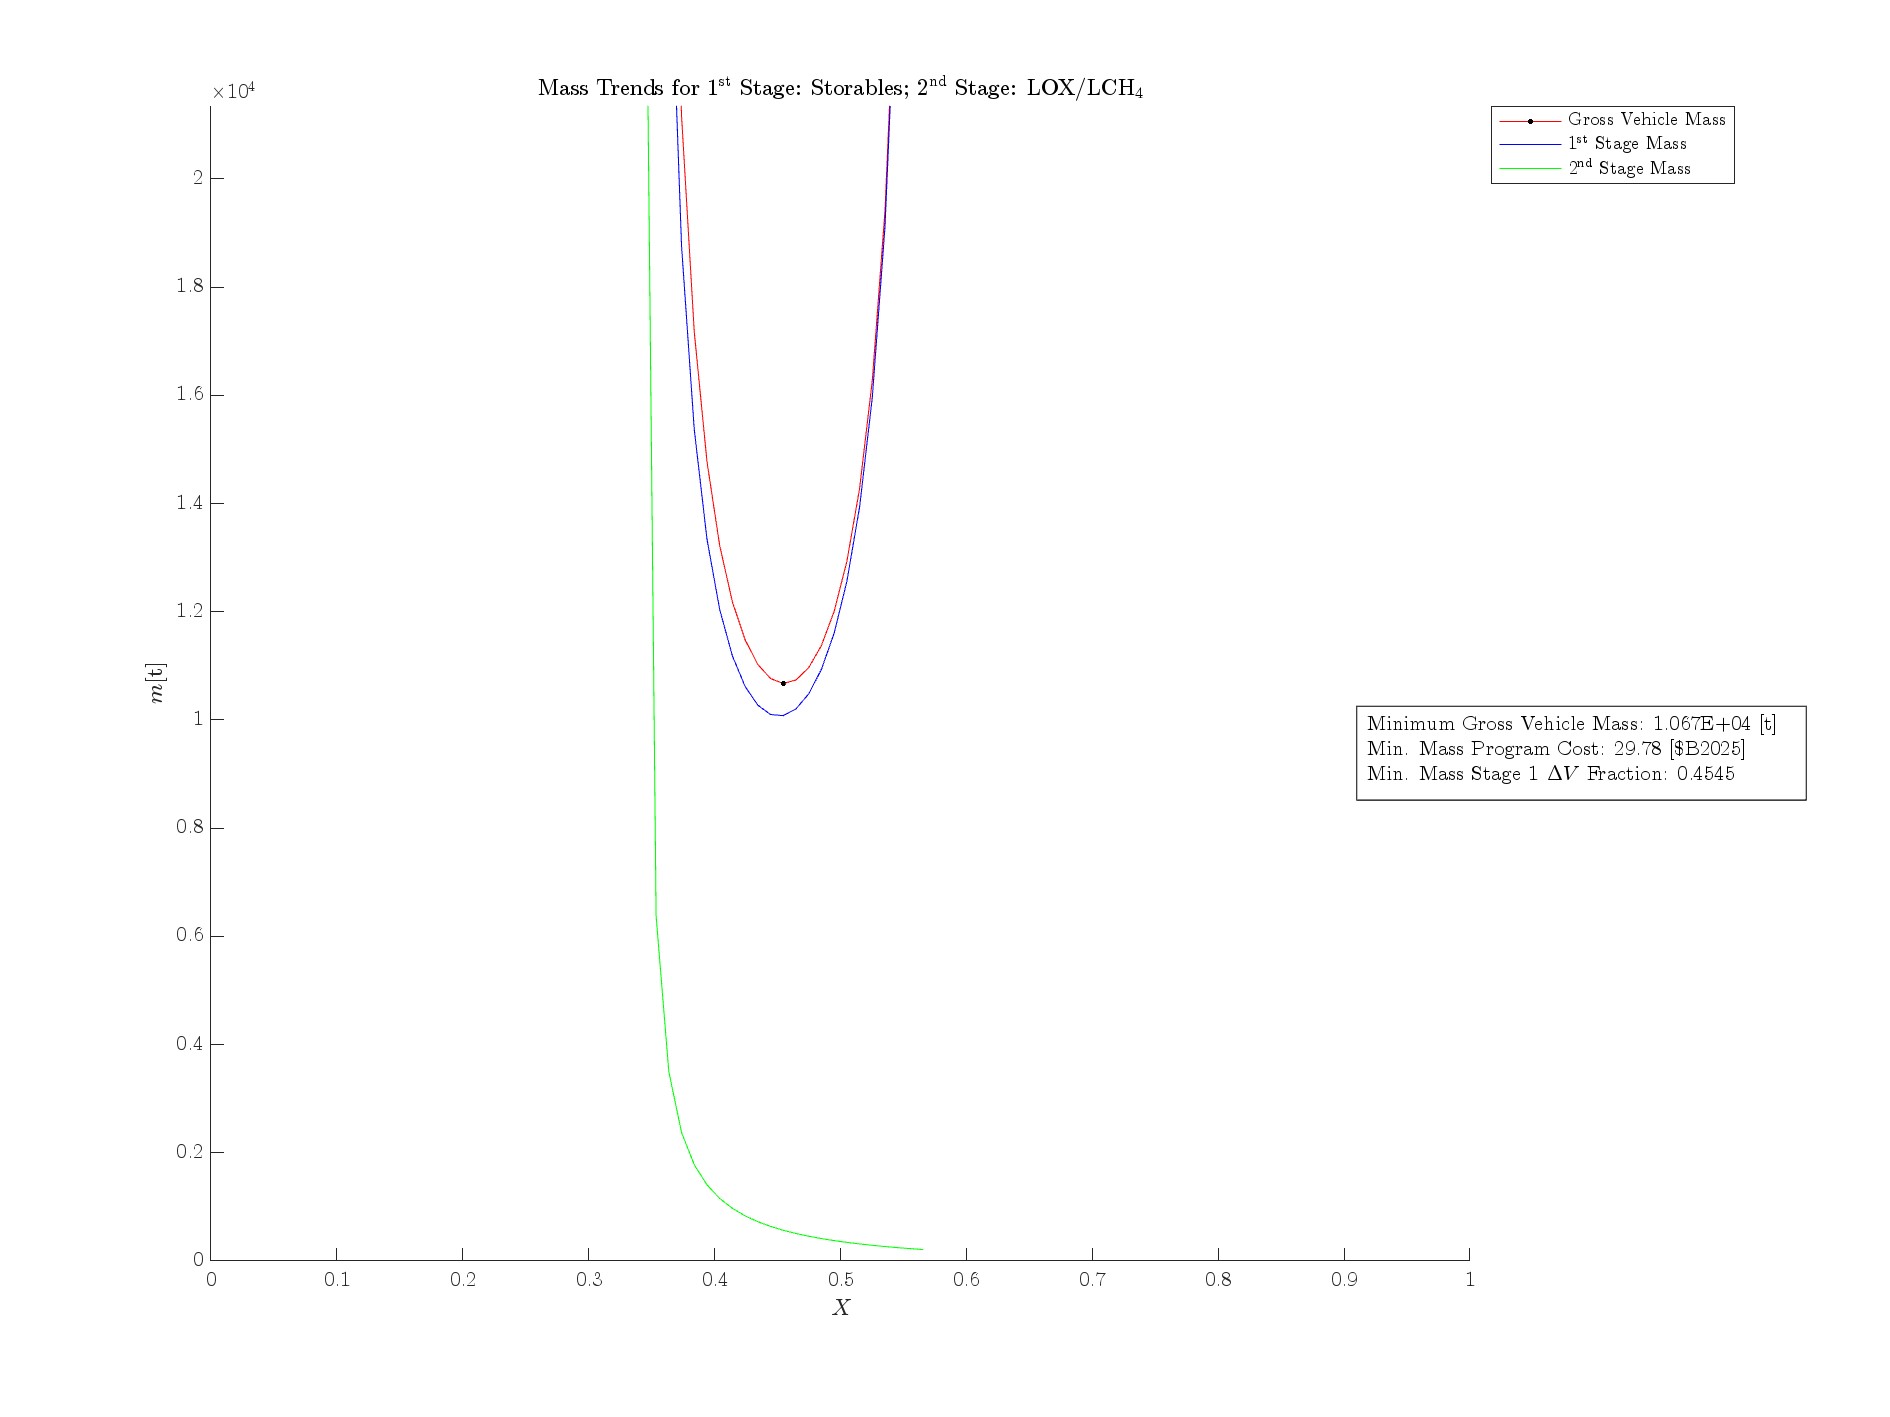 Mass Trends for 1st Stage: Storables; 2nd Stage: LOX/LCH4
×10^4
2
1.8
1.6
1.4
1.2
1
0.8
0.6
0.4
0.2
0
m[t]
0 0.1 0.2 0.3 0.4 0.5 0.6 0.7 0.8 0.9 1
X
Gross Vehicle Mass
1st Stage Mass
2nd Stage Mass
Minimum Gross Vehicle Mass: 1.067E+04 [t]
Min. Mass Program Cost: 29.78 [$B2025]
Min. Mass Stage 1 ΔV Fraction: 0.4545